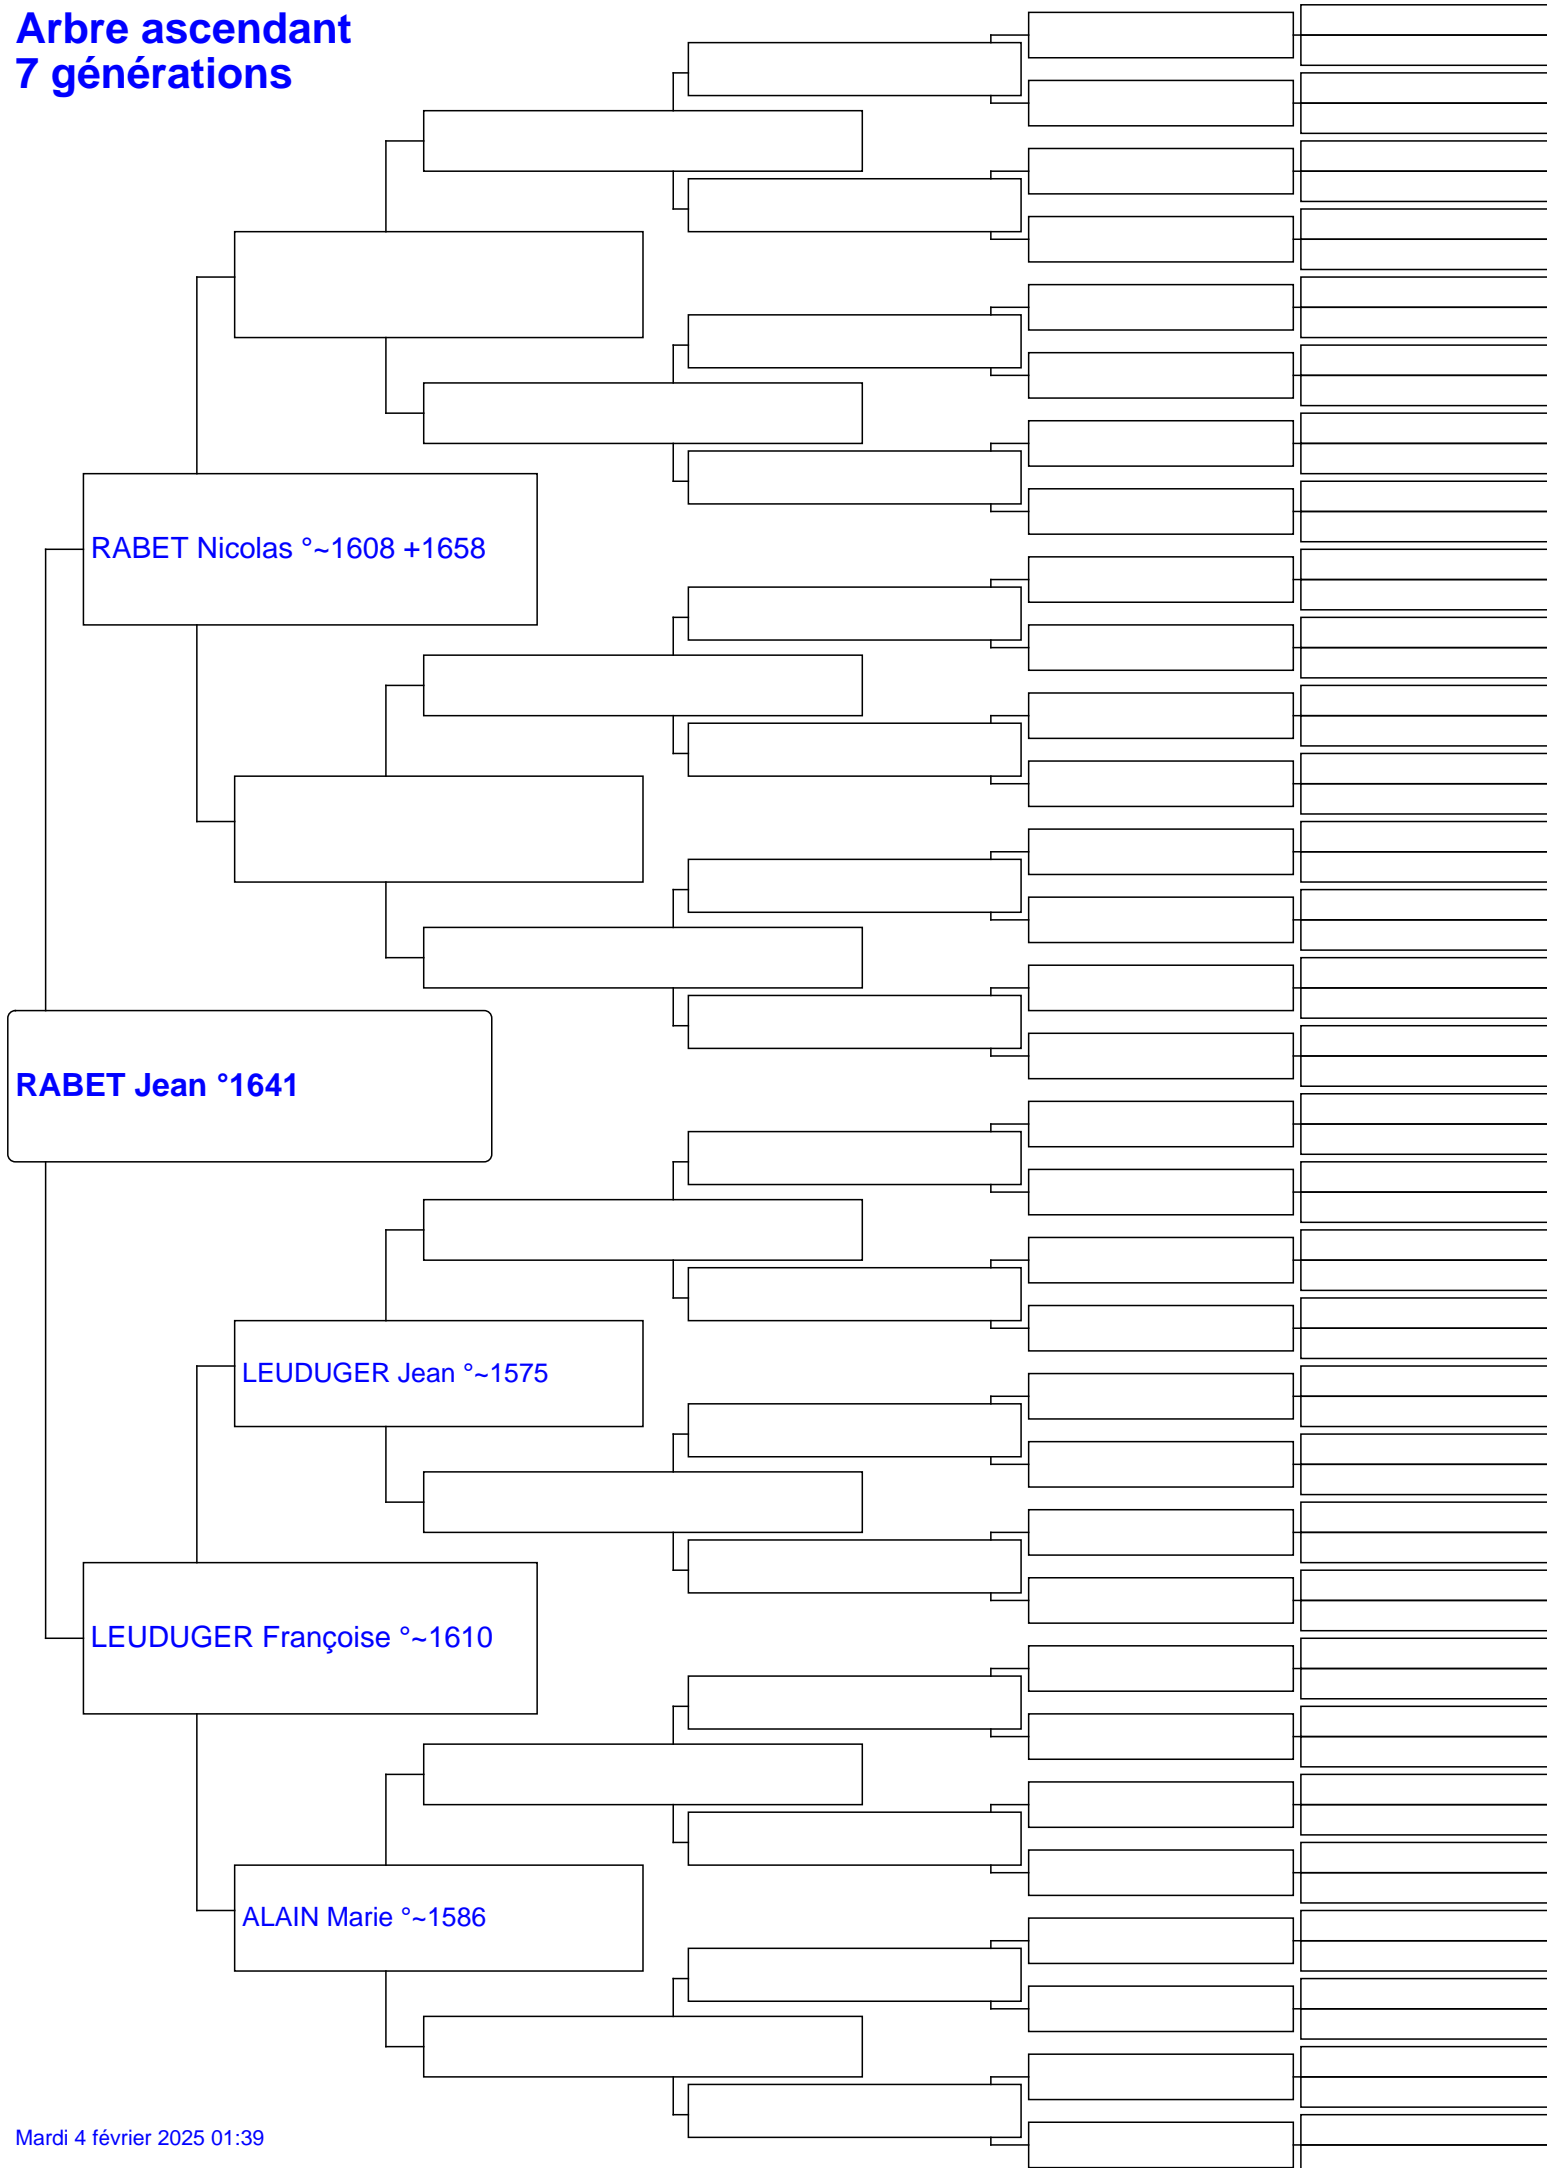 Arbre ascendant
7 générations
RABET Nicolas °~1608 +1658
RABET Jean °1641
LEUDUGER Jean °~1575
LEUDUGER Françoise °~1610
ALAIN Marie °~1586
Mardi 4 février 2025 01:39